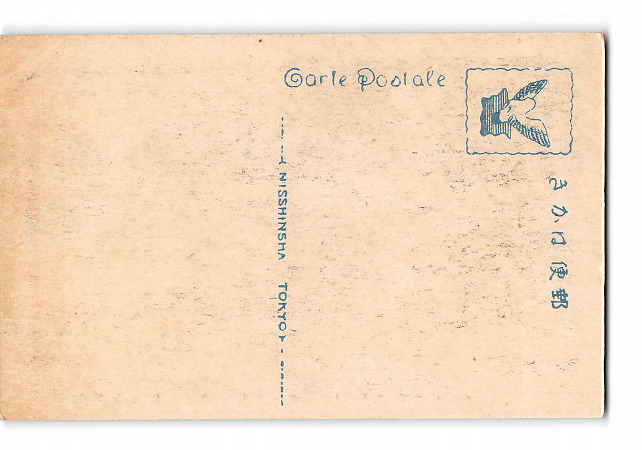 Carte Postale
郵便はかき
NISSHINSHA TOKYO